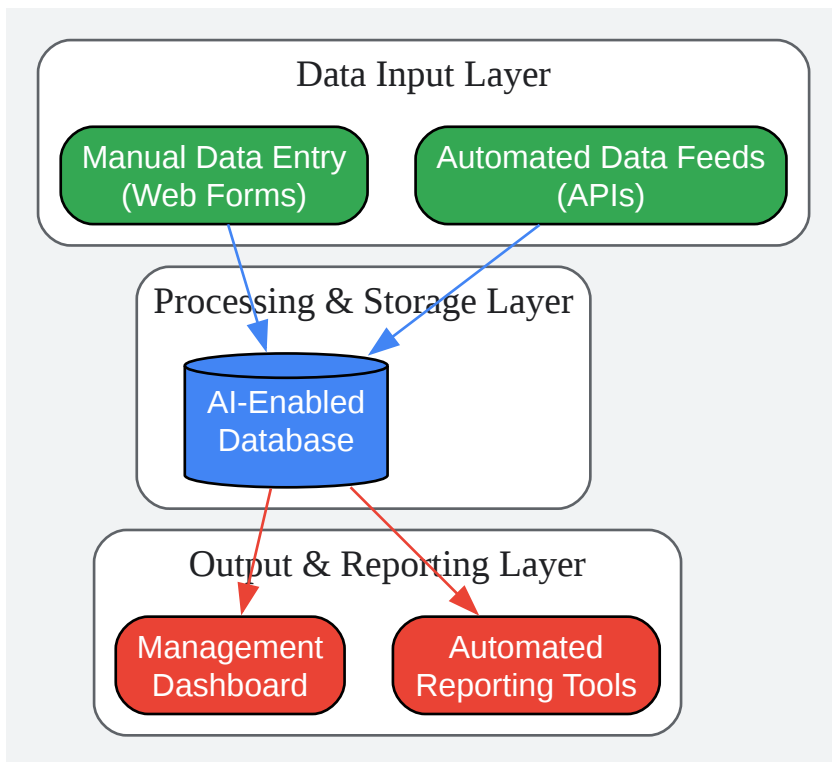 Data Input Layer
Manual Data Entry
(Web Forms)
Automated Data Feeds
(APIs)
Processing & Storage Layer
AI-Enabled
Database
Output & Reporting Layer
Management
Dashboard
Automated
Reporting Tools